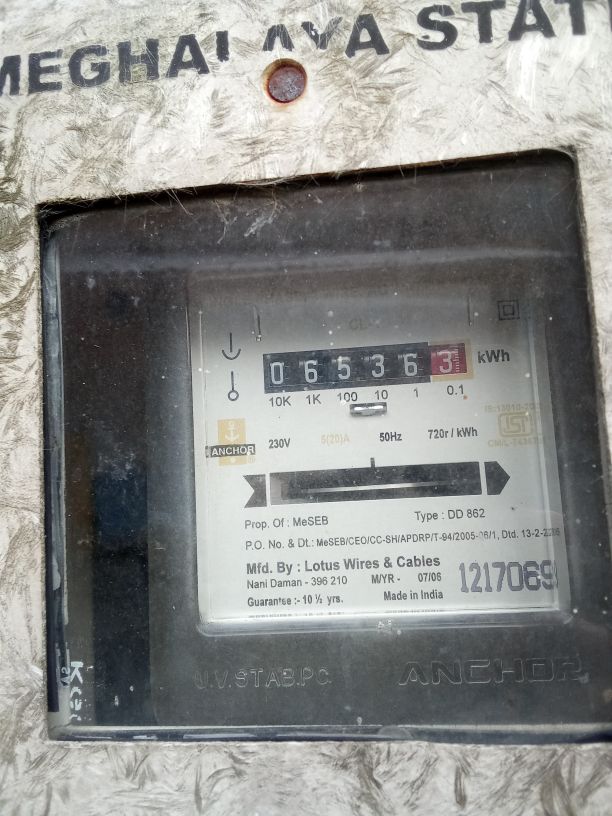 MEGHALAYA STAT
CL
0 6 5 3 6 3 kWh
10K 1K 100 10 1 0.1
ANCHOR
230V 5(20)A 50Hz 720r / kWh
Prop. Of : MeSEB Type : DD 862
P.O. No. & Dt.: MeSEB/CEO/CC-SH/APDRP/T-94/2005-06/1, Dtd. 13-2-
Mfd. By : Lotus Wires & Cables
Nani Daman - 396 210 M/YR - 07/06
Guarantee :- 10 ½ yrs. Made in India
1217069
U.V.STAB.P.C. ANCHOR